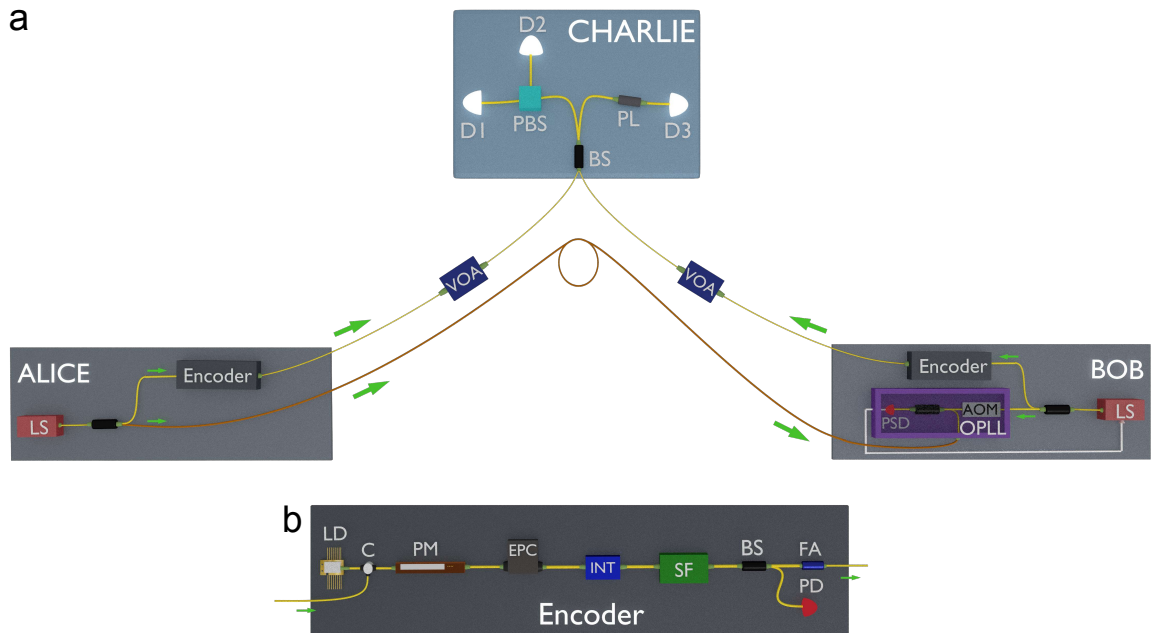 a
CHARLIE
D2
D1
PBS
PL
D3
BS
VOA
VOA
ALICE
Encoder
LS
Encoder
BOB
PSD
AOM
OPLL
LS
b
LD
C
PM
EPC
INT
SF
BS
FA
PD
Encoder